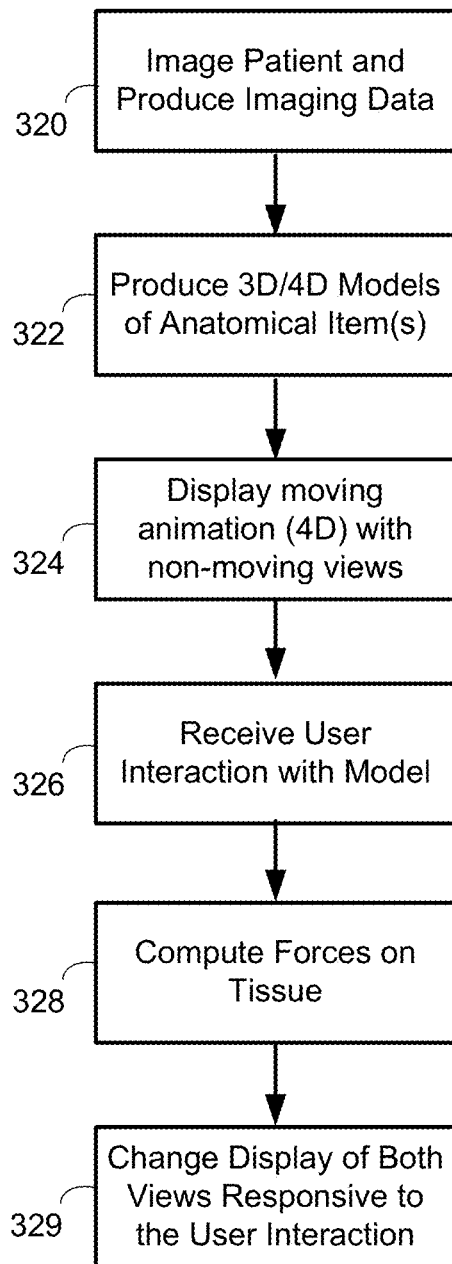 Image Patient and
Produce Imaging Data
320
Produce 3D/4D Models
of Anatomical Item(s)
322
Display moving
animation (4D) with
non-moving views
324
Receive User
Interaction with Model
326
Compute Forces on
Tissue
328
Change Display of Both
Views Responsive to
the User Interaction
329